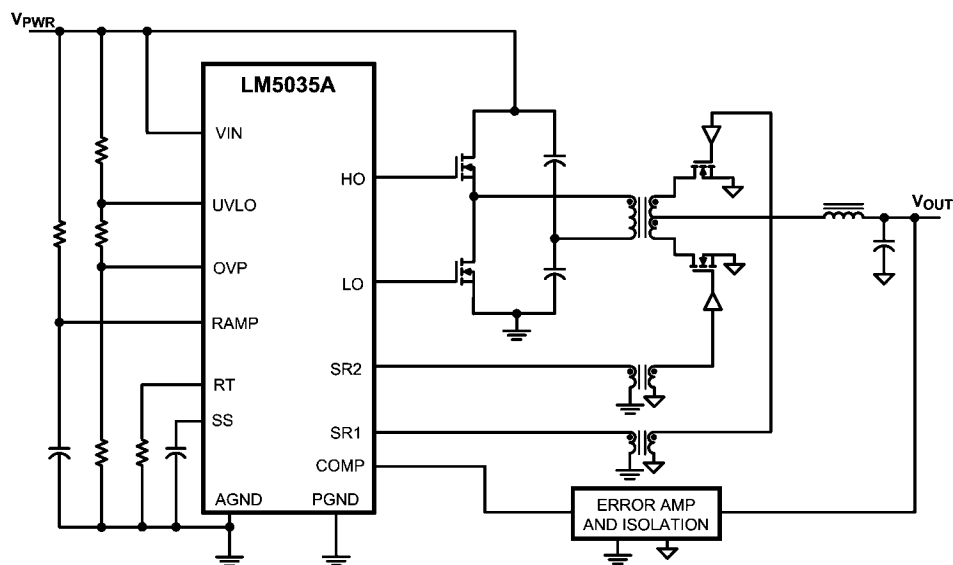 VPWR
LM5035A
VIN
HO
UVLO
VOUT
OVP
LO
RAMP
SR2
RT
SS
SR1
COMP
AGND
PGND
ERROR AMP
AND ISOLATION